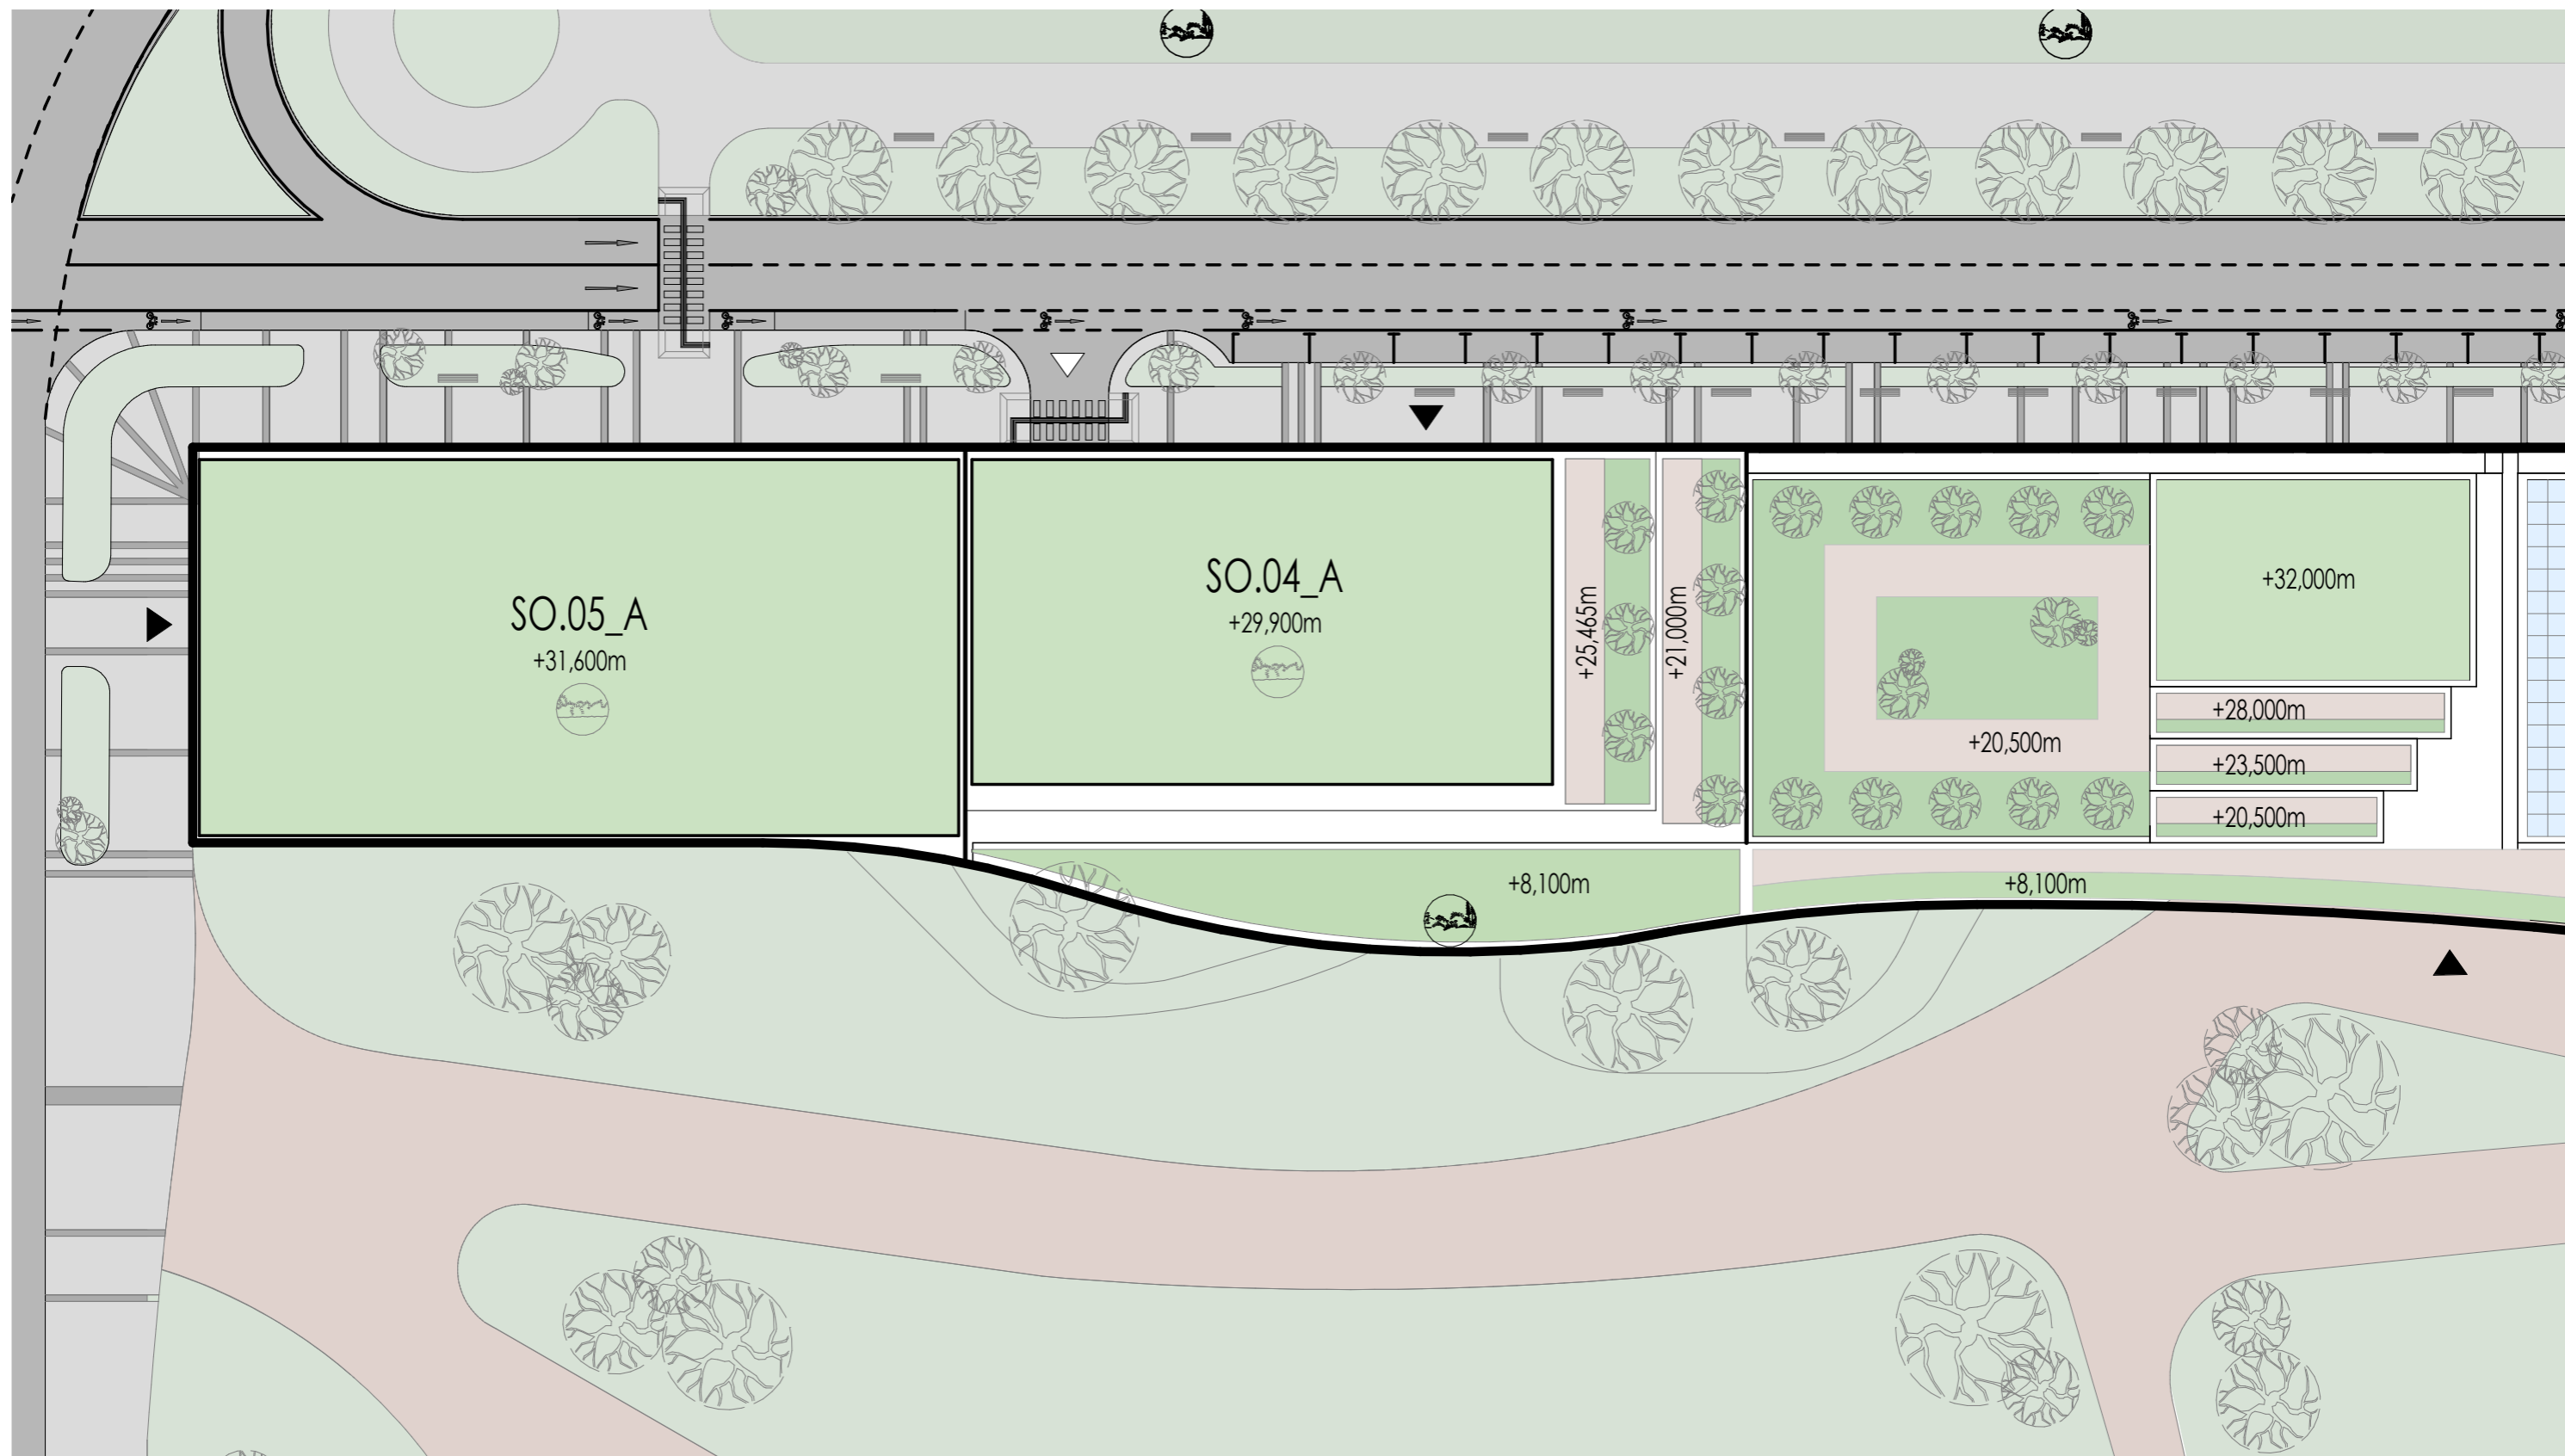 SO.05_A
+31,600m
SO.04_A
+29,900m
+25,465m
+21,000m
+32,000m
+28,000m
+20,500m
+23,500m
+20,500m
+8,100m
+8,100m